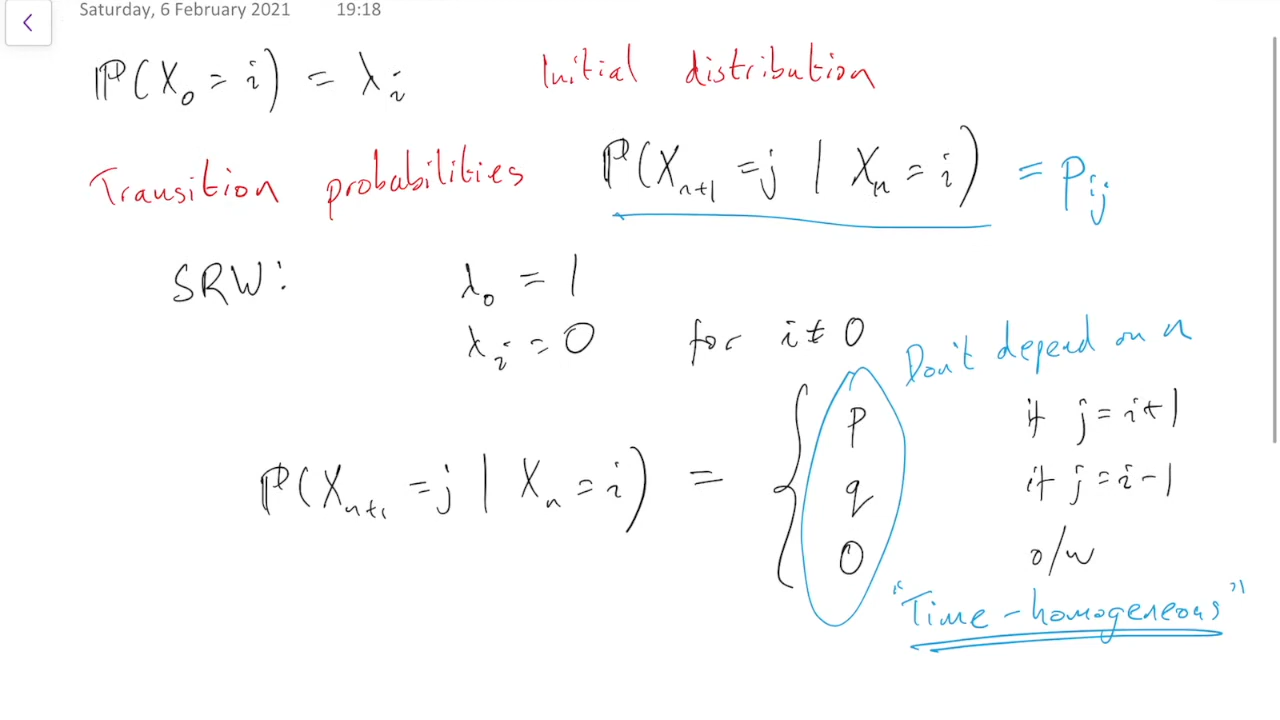 Saturday, 6 February 2021 19:18
ℙ(X₀ = i) = λᵢ Initial distribution
Transition probabilities ℙ(Xₙ₊₁ = j | Xₙ = i) = pᵢⱼ
SRW: λ₀ = 1
λᵢ = 0 for i ≠ 0
Don't depend on n
p if j = i+1
ℙ(Xₙ₊₁ = j | Xₙ = i) = { q if j = i-1
0 o/w
"Time-homogeneous"